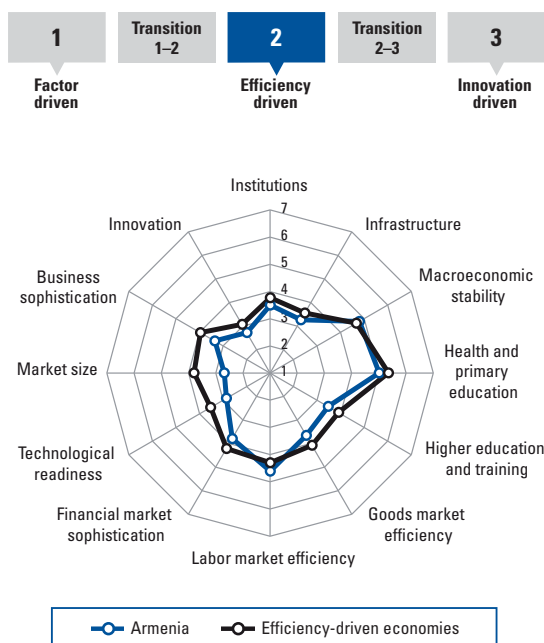 1
Transition
1–2
2
Transition
2–3
3
Factor
driven
Efficiency
driven
Innovation
driven
Institutions
7
Innovation
Infrastructure
6
5
Business
sophistication
Macroeconomic
stability
4
3
2
Market size
1
Health and
primary
education
Technological
readiness
Higher education
and training
Financial market
sophistication
Goods market
efficiency
Labor market efficiency
Armenia
Efficiency-driven economies